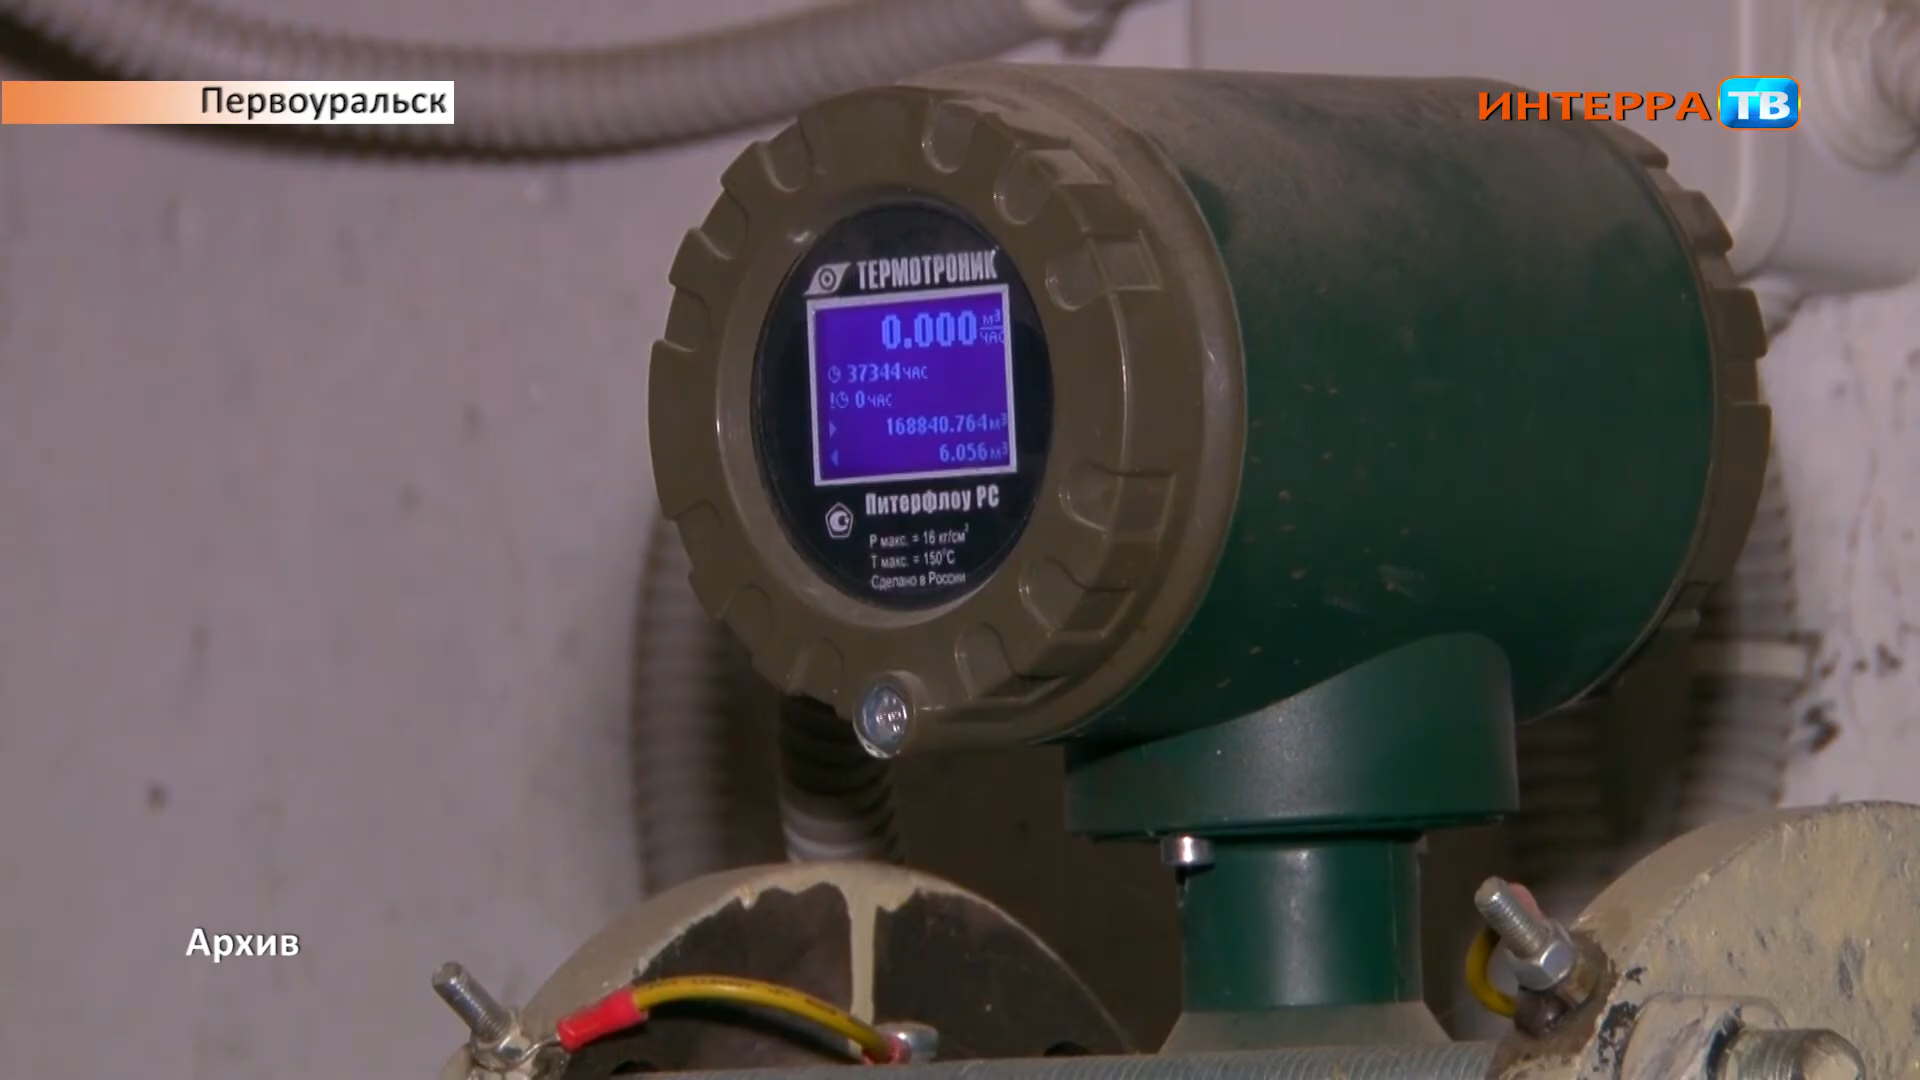 Первоуральск
ИНТЕРРА ТВ
ТЕРМОТРОНИК
0.000 м³/ЧАС
37344 ЧАС
! 0 ЧАС
168840.764 м³
6.056 м³
Питерфлоу РС
Р макс. = 16 кг/см²
Т макс. = 150°С
Сделано в России
Архив